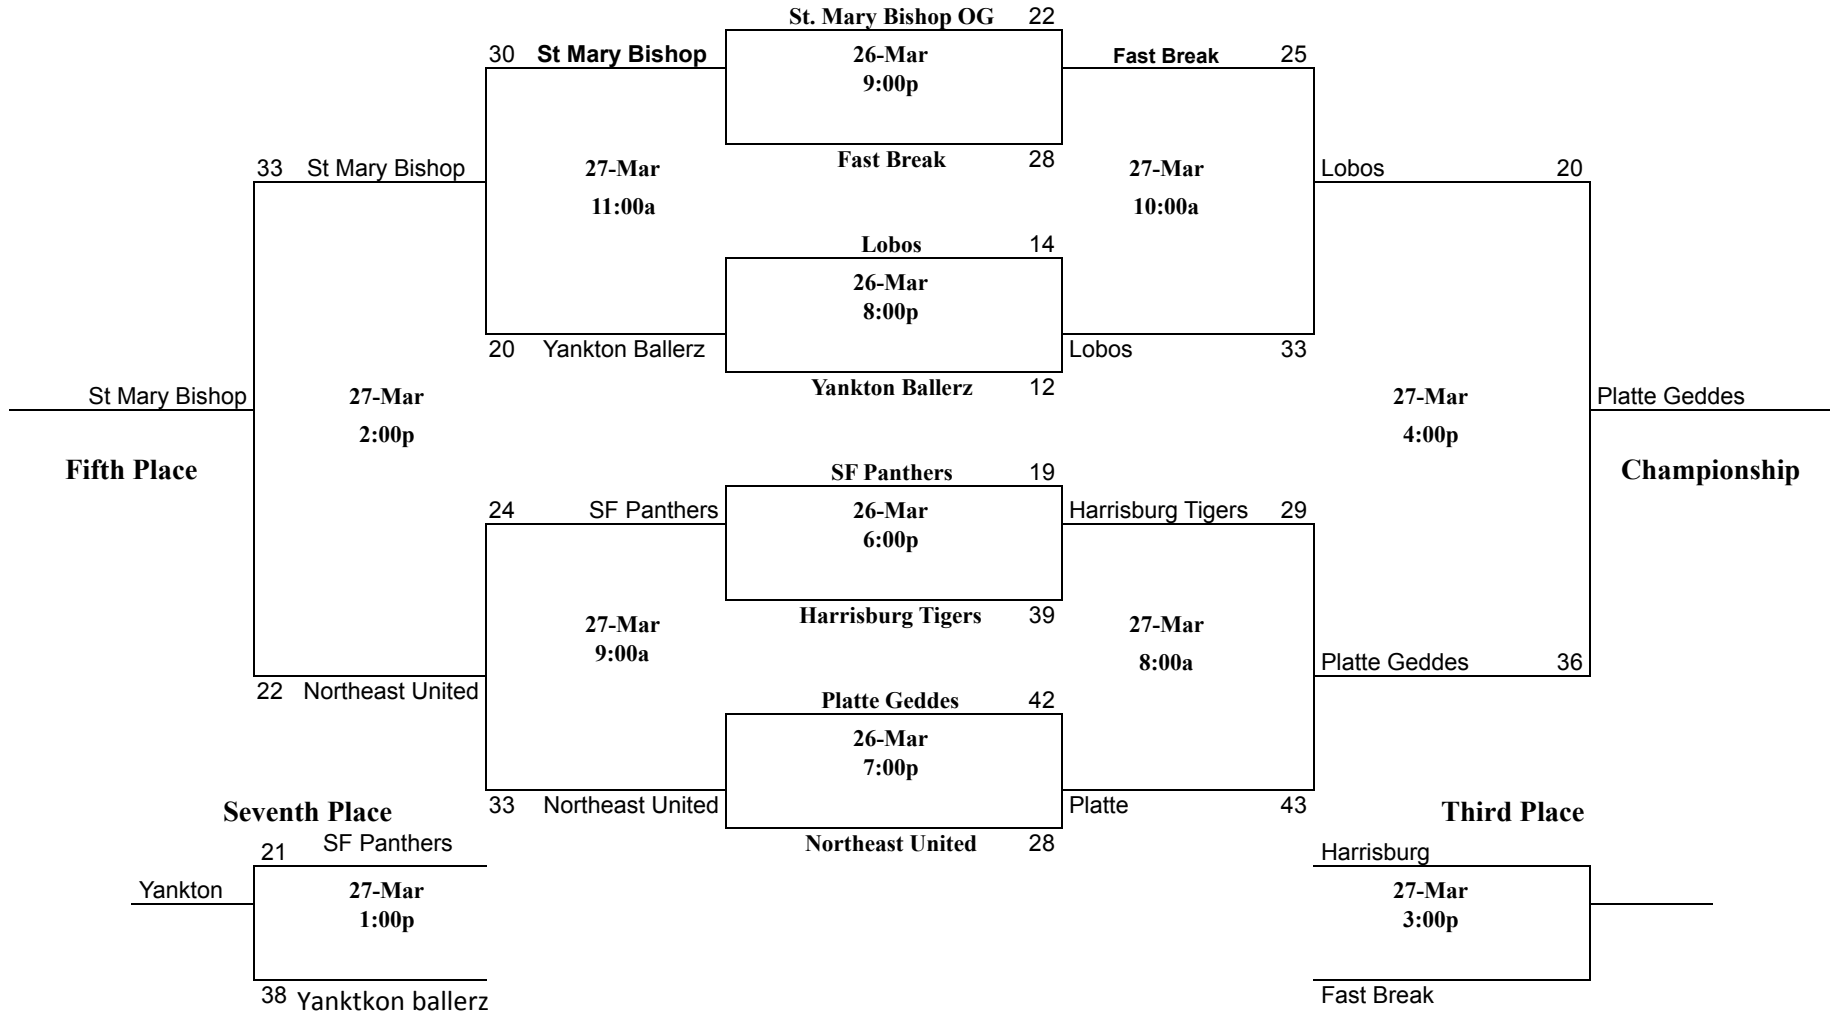 St. Mary Bishop OG 22
30 St Mary Bishop 26-Mar Fast Break 25
9:00p
Fast Break 28
33 St Mary Bishop 27-Mar 27-Mar Lobos 20
11:00a 10:00a
Lobos 14
26-Mar
8:00p
20 Yankton Ballerz Lobos 33
Yankton Ballerz 12
St Mary Bishop 27-Mar 27-Mar Platte Geddes
2:00p 4:00p
Fifth Place SF Panthers 19 Championship
24 SF Panthers 26-Mar Harrisburg Tigers 29
6:00p
Harrisburg Tigers 39
27-Mar 27-Mar
9:00a 8:00a
Platte Geddes 36
22 Northeast United Platte Geddes 42
26-Mar
7:00p
33 Northeast United Platte 43
Seventh Place Third Place
21 SF Panthers Northeast United 28 Harrisburg
Yankton 27-Mar 27-Mar
1:00p 3:00p
38 Yanktkon ballerz Fast Break